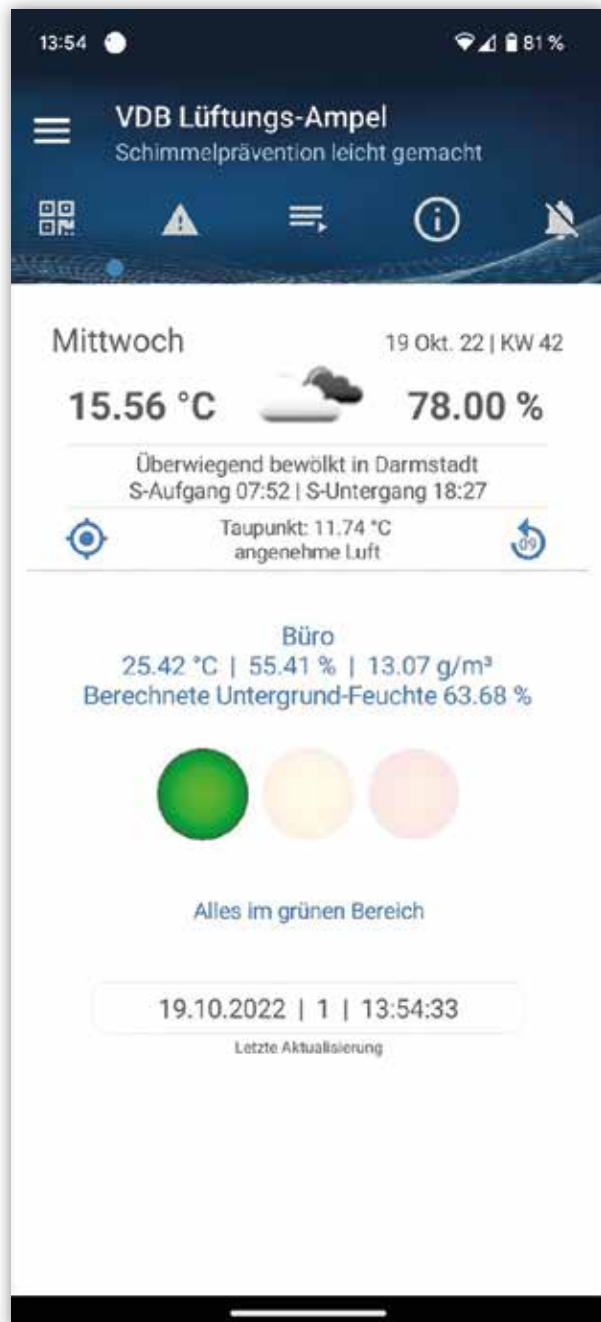 13:54 81 %
VDB Lüftungs-Ampel
Schimmelprävention leicht gemacht
Mittwoch 19 Okt. 22 | KW 42
15.56 °C 78.00 %
Überwiegend bewölkt in Darmstadt
S-Aufgang 07:52 | S-Untergang 18:27
Taupunkt: 11.74 °C
angenehme Luft
09
Büro
25.42 °C | 55.41 % | 13.07 g/m³
Berechnete Untergrund-Feuchte 63.68 %
Alles im grünen Bereich
19.10.2022 | 1 | 13:54:33
Letzte Aktualisierung